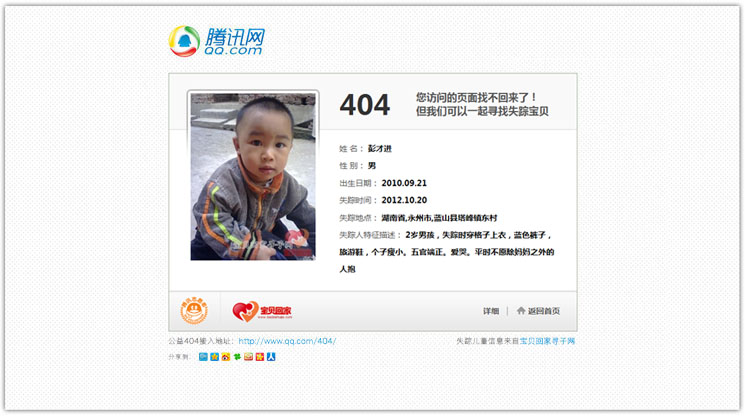 腾讯网
QQ.com
404
您访问的页面找不回来了！
但我们可以一起寻找失踪宝贝
姓 名： 彭才进
性 别： 男
出生日期： 2010.09.21
失踪时间： 2012.10.20
失踪地点： 湖南省,永州市,蓝山县塔峰镇东村
失踪人特征描述： 2岁男孩，失踪时穿格子上衣，蓝色裤子，
旅游鞋，个子瘦小。五官端正。爱哭。平时不愿除妈妈之外的
人抱
宝贝回家
详细 | 返回首页
公益404接入地址：http://www.qq.com/404/
失踪儿童信息来自宝贝回家寻子网
分享到：